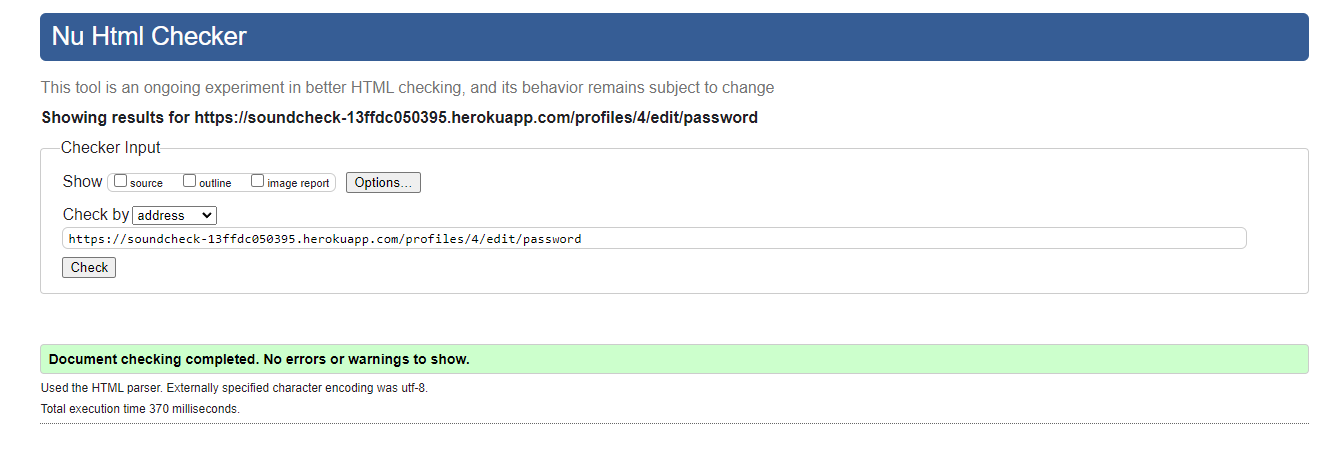 Nu Html Checker
This tool is an ongoing experiment in better HTML checking, and its behavior remains subject to change
Showing results for https://soundcheck-13ffdc050395.herokuapp.com/profiles/4/edit/password
Checker Input
Show source outline image report Options...
Check by address
https://soundcheck-13ffdc050395.herokuapp.com/profiles/4/edit/password
Check
Document checking completed. No errors or warnings to show.
Used the HTML parser. Externally specified character encoding was utf-8.
Total execution time 370 milliseconds.